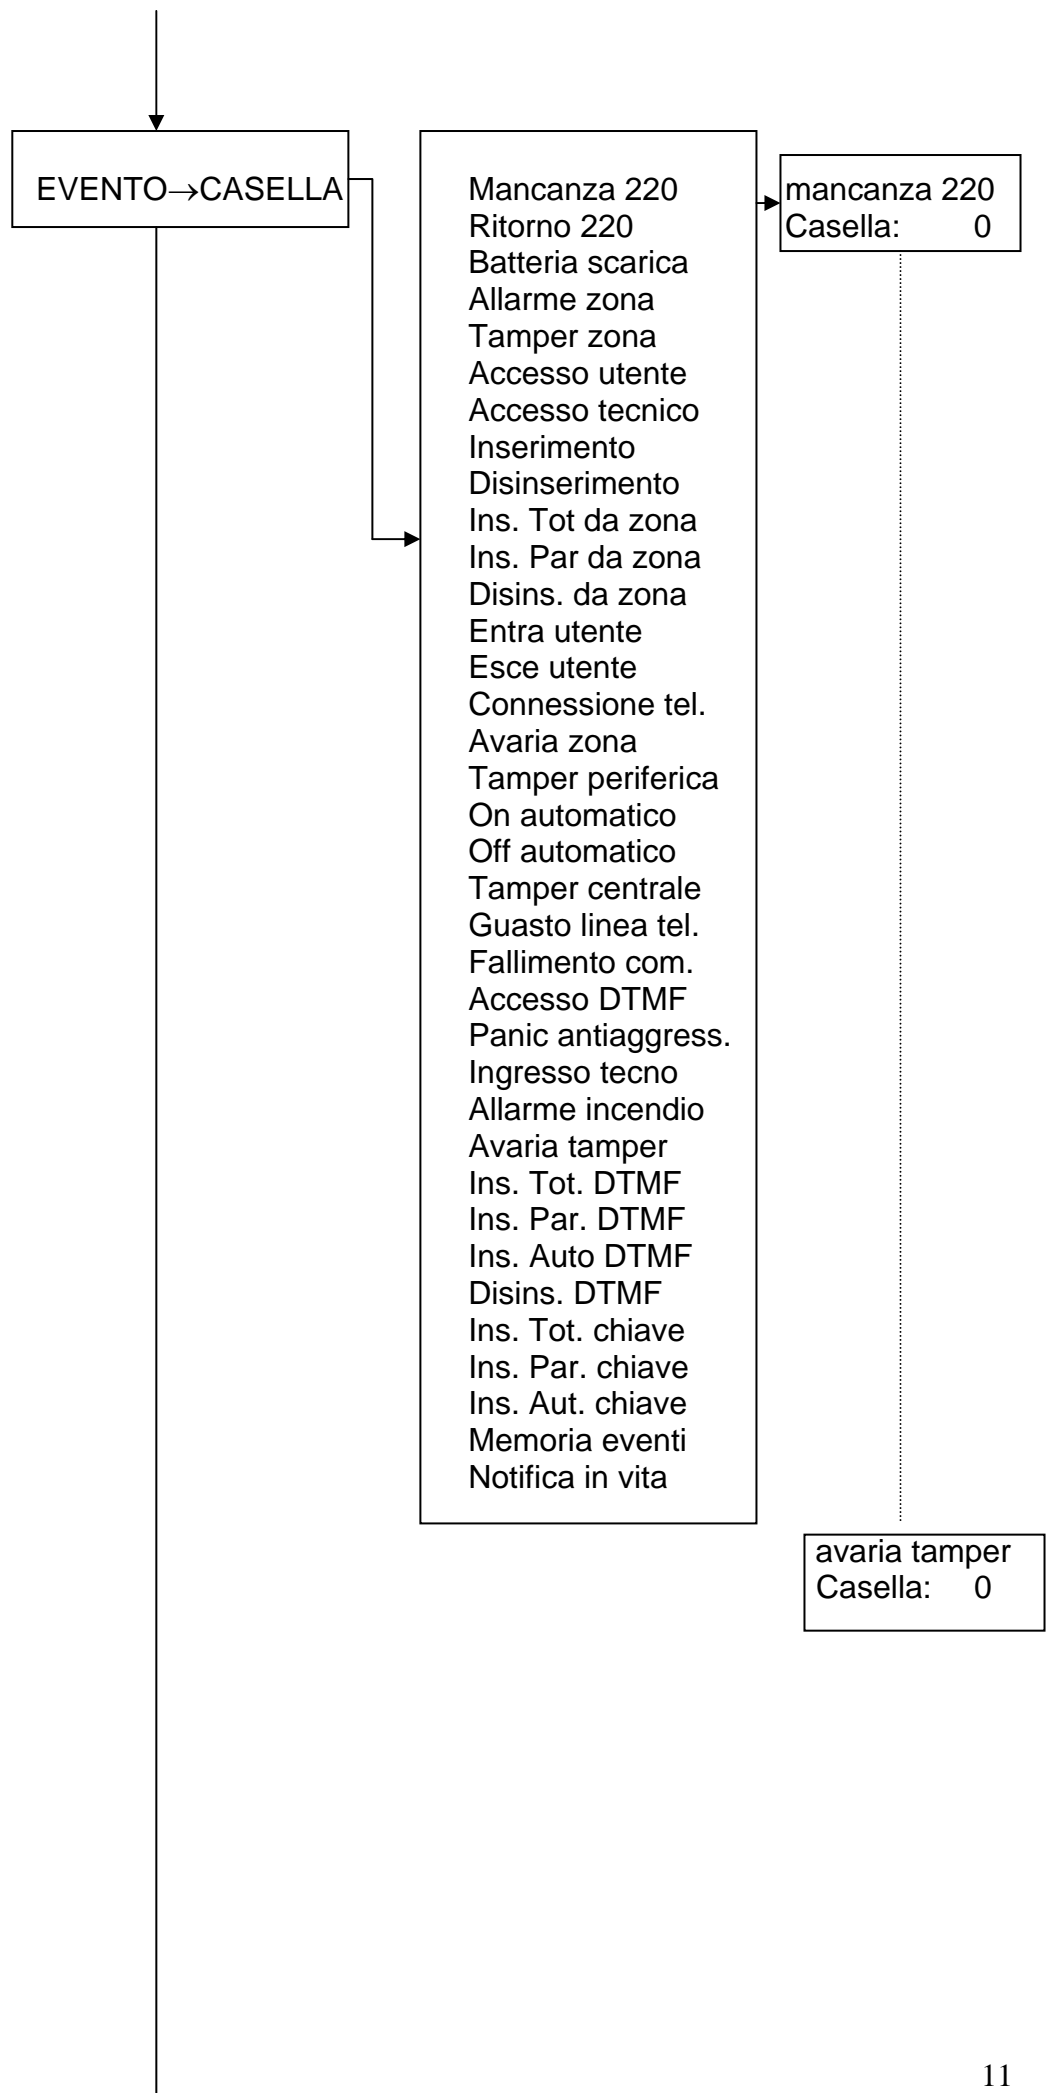 EVENTO→CASELLA
Mancanza 220
Ritorno 220
Batteria scarica
Allarme zona
Tamper zona
Accesso utente
Accesso tecnico
Inserimento
Disinserimento
Ins. Tot da zona
Ins. Par da zona
Disins. da zona
Entra utente
Esce utente
Connessione tel.
Avaria zona
Tamper periferica
On automatico
Off automatico
Tamper centrale
Guasto linea tel.
Fallimento com.
Accesso DTMF
Panic antiaggress.
Ingresso tecno
Allarme incendio
Avaria tamper
Ins. Tot. DTMF
Ins. Par. DTMF
Ins. Auto DTMF
Disins. DTMF
Ins. Tot. chiave
Ins. Par. chiave
Ins. Aut. chiave
Memoria eventi
Notifica in vita
mancanza 220
Casella: 0
avaria tamper
Casella: 0
11